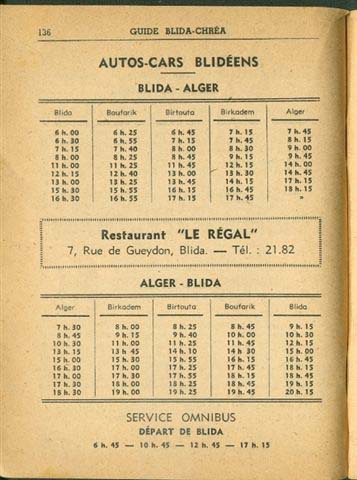 136 GUIDE BLIDA-CHRÉA
AUTOS-CARS BLIDÉENS
BLIDA - ALGER
Blida Boufarik Birtouta Birkadem Alger
6 h. 00 6 h. 25 6 h. 45 7 h. 15 7 h. 45
6 h. 30 6 h. 55 7 h. 15 7 h. 45 8 h. 15
7 h. 15 7 h. 40 8 h. 00 8 h. 30 9 h. 00
8 h. 00 8 h. 25 8 h. 45 9 h. 15 9 h. 45
11 h. 00 11 h. 25 11 h. 45 12 h. 15
12 h. 15 12 h. 40 13 h. 00 13 h. 30 14 h. 00
13 h. 00 13 h. 25 13 h. 45 14 h. 15
15 h. 30 15 h. 55 16 h. 15 16 h. 45 18 h. 15
16 h. 30 16 h. 55 17 h. 15 17 h. 45 »
Restaurant "LE RÉGAL"
7, Rue de Gueydon, Blida. — Tél. : 21.82
ALGER - BLIDA
Alger Birkadem Birtouta Boufarik Blida
7 h. 30 8 h. 00 8 h. 25 8 h. 45 9 h. 15
8 h. 45 9 h. 15 9 h. 40 10 h. 00 10 h. 30
10 h. 30 11 h. 00 11 h. 25 11 h. 45 12 h. 15
13 h. 15 13 h. 45 14 h. 10 14 h. 30 15 h. 00
15 h. 00 15 h. 30 15 h. 55 16 h. 15 16 h. 45
16 h. 30 17 h. 00 17 h. 25 17 h. 45 18 h. 15
17 h. 00 17 h. 30 17 h. 55 18 h. 15 18 h. 45
17 h. 30 18 h. 00 18 h. 25 18 h. 45 19 h. 15
18 h. 30 19 h. 00 19 h. 25 19 h. 45 20 h. 15
SERVICE OMNIBUS
DÉPART DE BLIDA
6 h. 45 — 10 h. 45 — 12 h. 45 — 17 h. 15